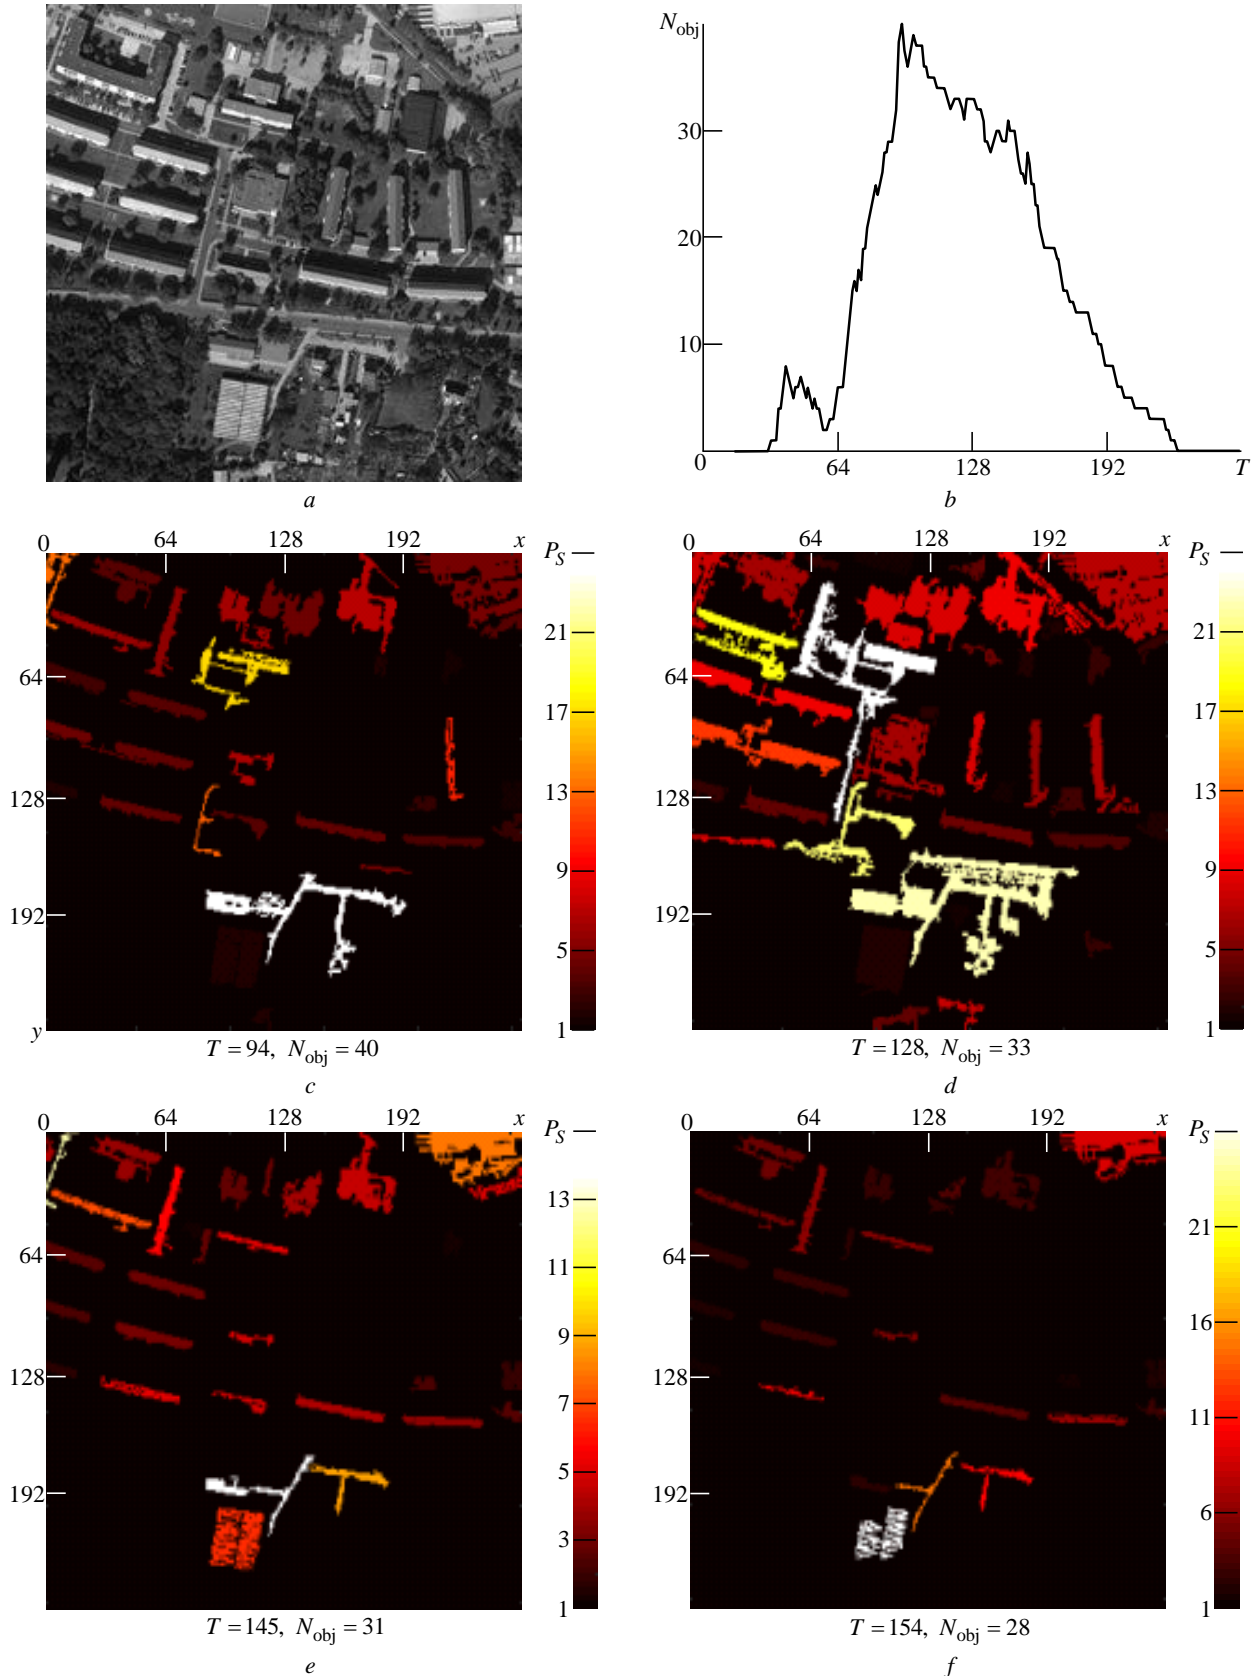 N_obj
30
20
10
0 64 128 192 T
a
b
0 64 128 192 x P_S
64
128
192
y
21
17
13
9
5
1
T = 94, N_obj = 40
c
0 64 128 192 x P_S
64
128
192
21
17
13
9
5
1
T = 128, N_obj = 33
d
0 64 128 192 x P_S
64
128
192
13
11
9
7
5
3
1
T = 145, N_obj = 31
e
0 64 128 192 x P_S
64
128
192
21
16
11
6
1
T = 154, N_obj = 28
f